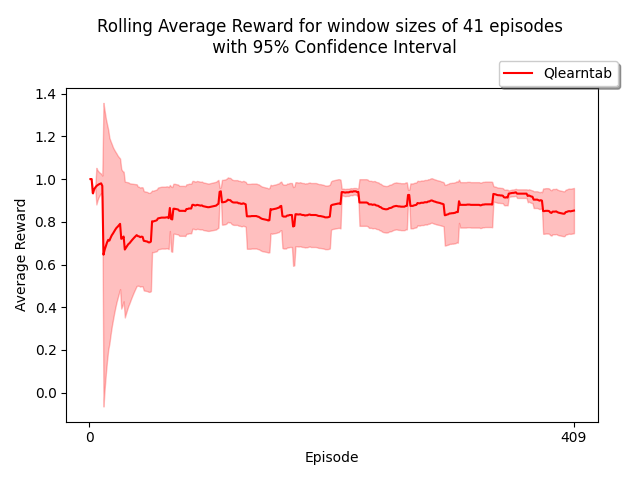 Rolling Average Reward for window sizes of 41 episodes
with 95% Confidence Interval
Qlearntab
1.4
1.2
1.0
0.8
0.6
0.4
0.2
0.0
Average Reward
0
409
Episode